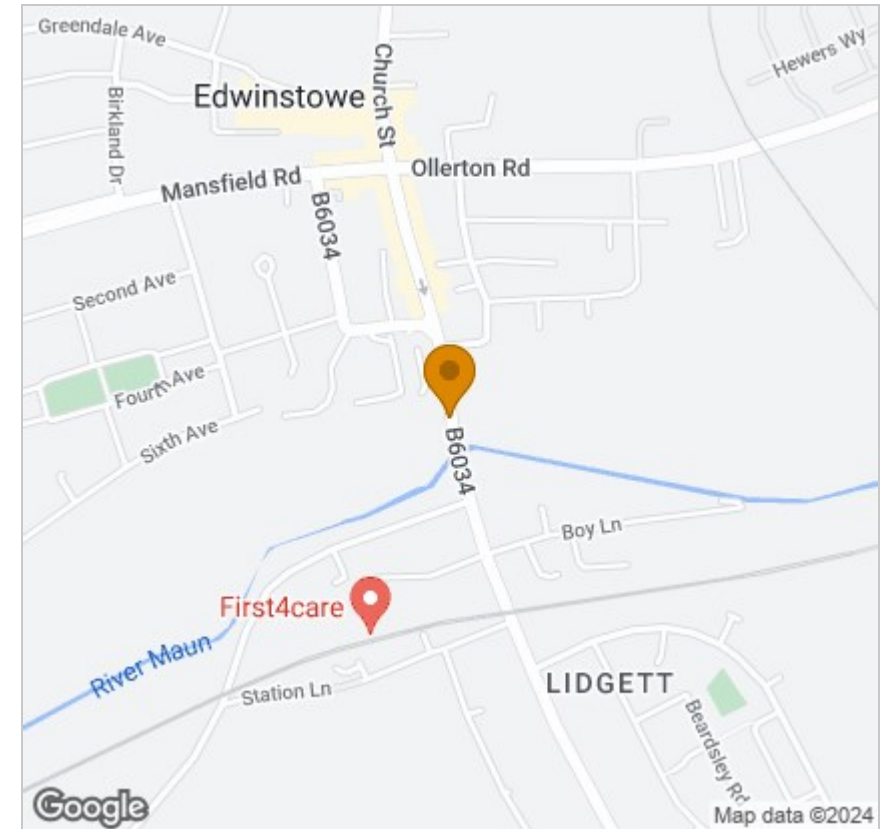 Greendale Ave
Hewers Wy
Church St
Edwinstowe
Birkland Dr
Ollerton Rd
Mansfield Rd
B6034
Second Ave
Fourth Ave
Sixth Ave
B6034
Boy Ln
First4care
River Maun
Station Ln
LIDGETT
Beardsley Rd
Google
Map data ©2024